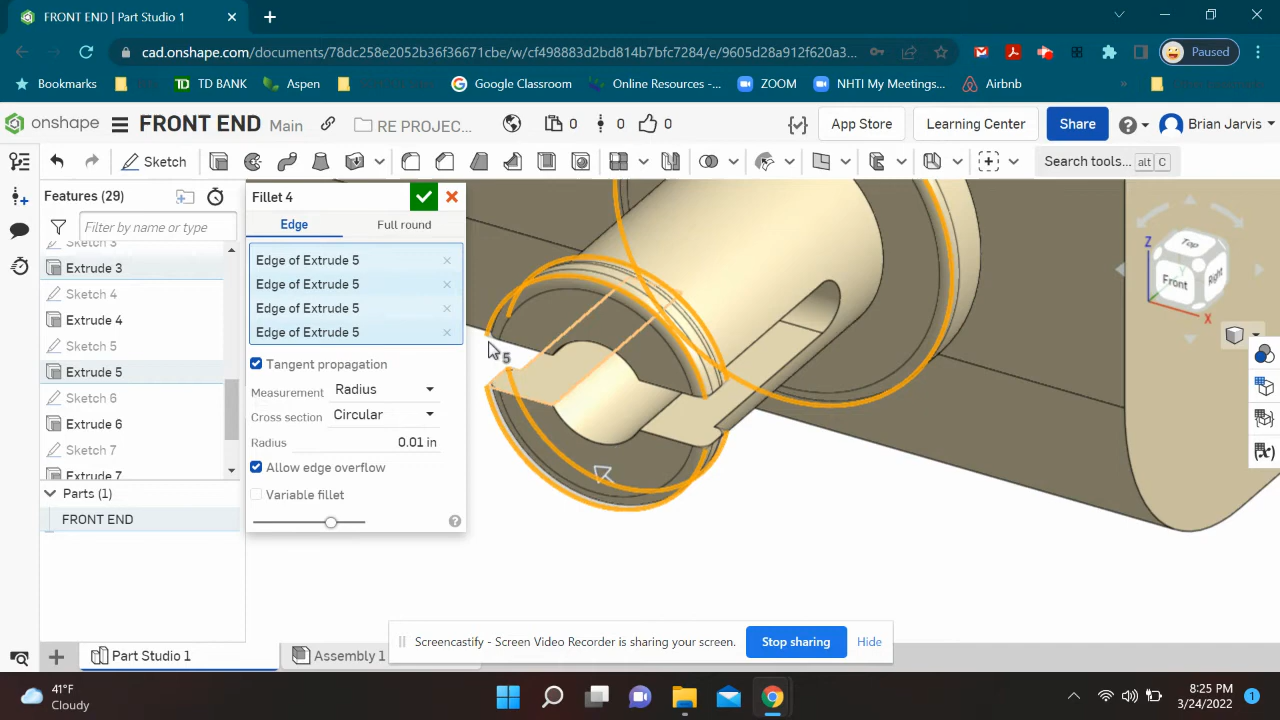 FRONT END | Part Studio 1
cad.onshape.com/documents/78dc258e2052b36f36671cbe/w/cf498883d2bd814b7bfc7284/e/9605d28a912f620a3...
Paused
Bookmarks
TD BANK
Aspen
Google Classroom
Online Resources -...
ZOOM
NHTI My Meetings...
Airbnb
»
onshape
FRONT END
Main
RE PROJEC...
0
0
0
App Store
Learning Center
Share
Brian Jarvis
Sketch
Search tools...
alt
C
Features (29)
Filter by name or type
Sketch 3
Extrude 3
Sketch 4
Extrude 4
Sketch 5
Extrude 5
Sketch 6
Extrude 6
Sketch 7
Extrude 7
Parts (1)
FRONT END
Fillet 4
Edge
Full round
Edge of Extrude 5
Edge of Extrude 5
Edge of Extrude 5
Edge of Extrude 5
Tangent propagation
Measurement
Radius
Cross section
Circular
Radius
0.01 in
Allow edge overflow
Variable fillet
5
Z
Top
Y
Front
Right
X
Screencastify - Screen Video Recorder is sharing your screen.
Stop sharing
Hide
Part Studio 1
Assembly 1
41°F
Cloudy
8:25 PM
3/24/2022
1